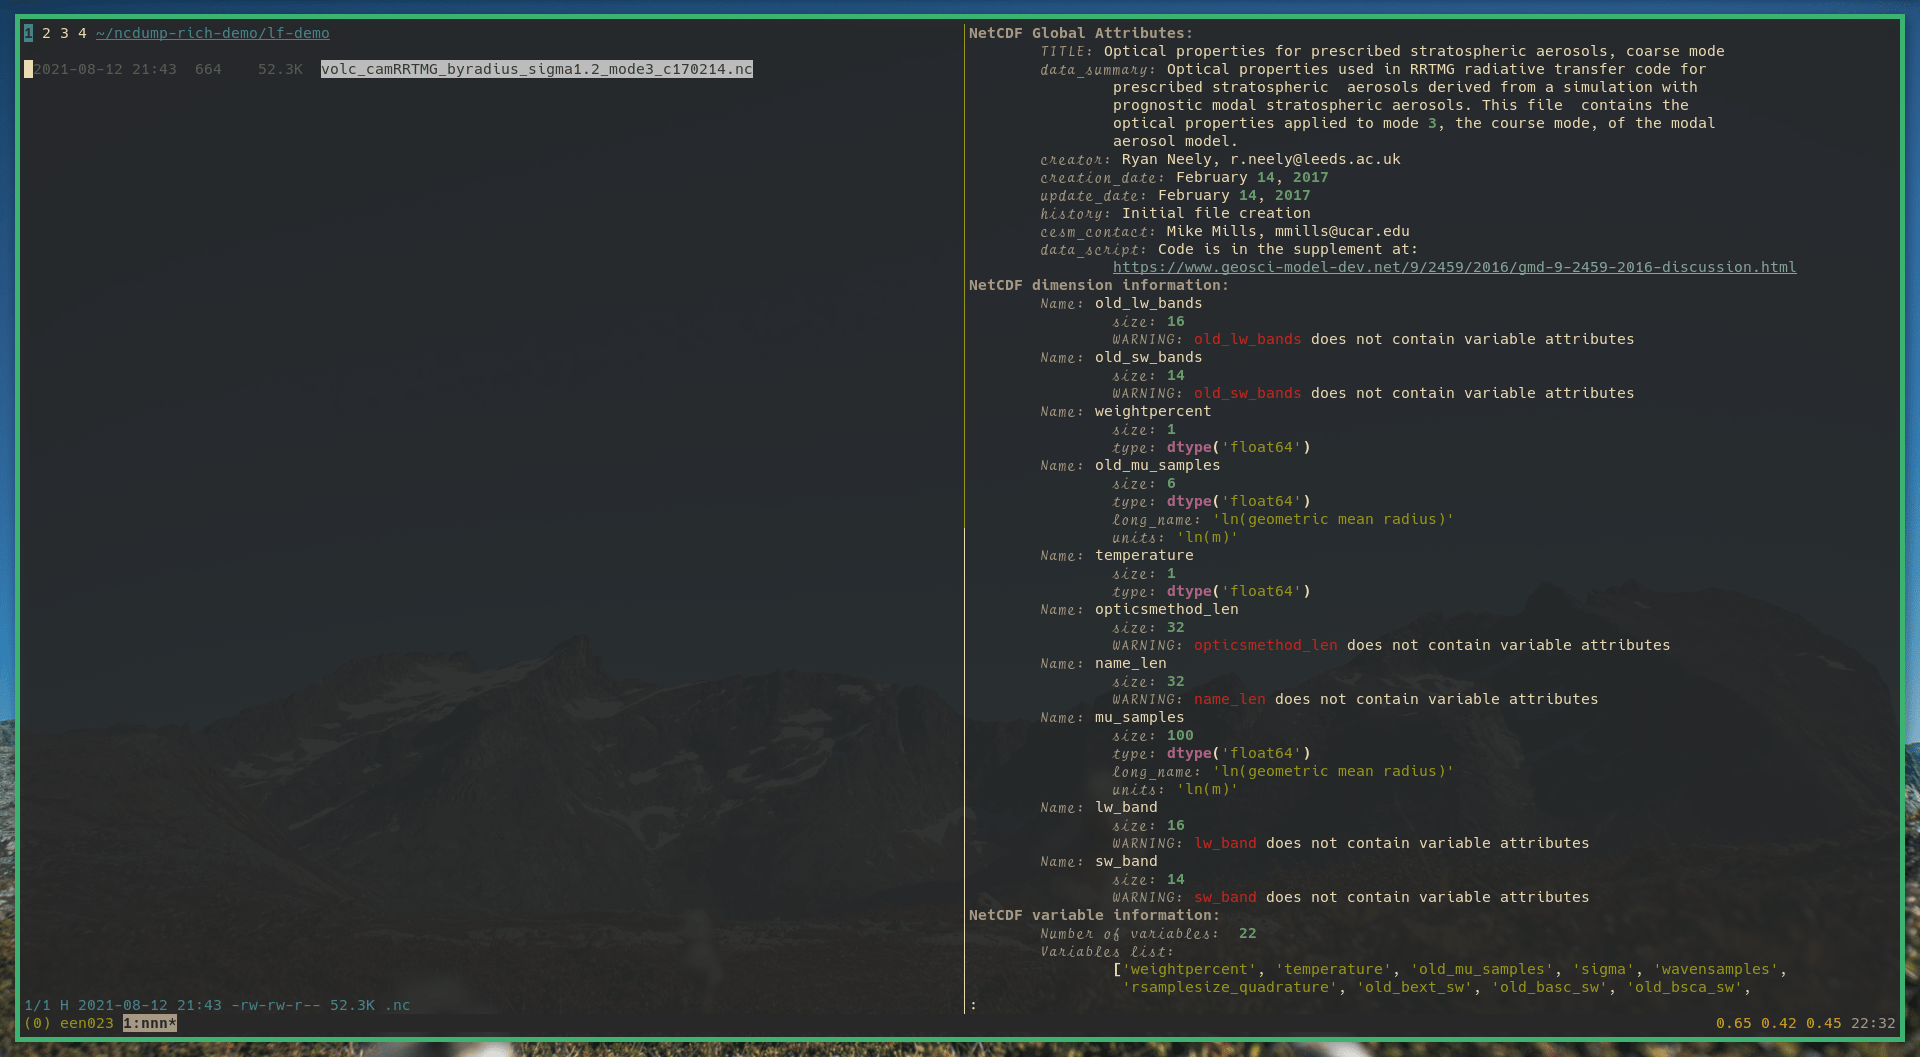 1 2 3 4 ~/ncdump-rich-demo/lf-demo
2021-08-12 21:43 664 52.3K volc_camRRTMG_byradius_sigma1.2_mode3_c170214.nc
1/1 H 2021-08-12 21:43 -rw-rw-r-- 52.3K .nc
NetCDF Global Attributes:
TITLE: Optical properties for prescribed stratospheric aerosols, coarse mode
data_summary: Optical properties used in RRTMG radiative transfer code for
prescribed stratospheric  aerosols derived from a simulation with
prognostic modal stratospheric aerosols. This file  contains the
optical properties applied to mode 3, the course mode, of the modal
aerosol model.
creator: Ryan Neely, r.neely@leeds.ac.uk
creation_date: February 14, 2017
update_date: February 14, 2017
history: Initial file creation
cesm_contact: Mike Mills, mmills@ucar.edu
data_script: Code is in the supplement at:
https://www.geosci-model-dev.net/9/2459/2016/gmd-9-2459-2016-discussion.html
NetCDF dimension information:
Name: old_lw_bands
size: 16
WARNING: old_lw_bands does not contain variable attributes
Name: old_sw_bands
size: 14
WARNING: old_sw_bands does not contain variable attributes
Name: weightpercent
size: 1
type: dtype('float64')
Name: old_mu_samples
size: 6
type: dtype('float64')
long_name: 'ln(geometric mean radius)'
units: 'ln(m)'
Name: temperature
size: 1
type: dtype('float64')
Name: opticsmethod_len
size: 32
WARNING: opticsmethod_len does not contain variable attributes
Name: name_len
size: 32
WARNING: name_len does not contain variable attributes
Name: mu_samples
size: 100
type: dtype('float64')
long_name: 'ln(geometric mean radius)'
units: 'ln(m)'
Name: lw_band
size: 16
WARNING: lw_band does not contain variable attributes
Name: sw_band
size: 14
WARNING: sw_band does not contain variable attributes
NetCDF variable information:
Number of variables: 22
Variables list:
['weightpercent', 'temperature', 'old_mu_samples', 'sigma', 'wavensamples',
'rsamplesize_quadrature', 'old_bext_sw', 'old_basc_sw', 'old_bsca_sw',
:
(0) een023 1:nnn* 0.65 0.42 0.45 22:32